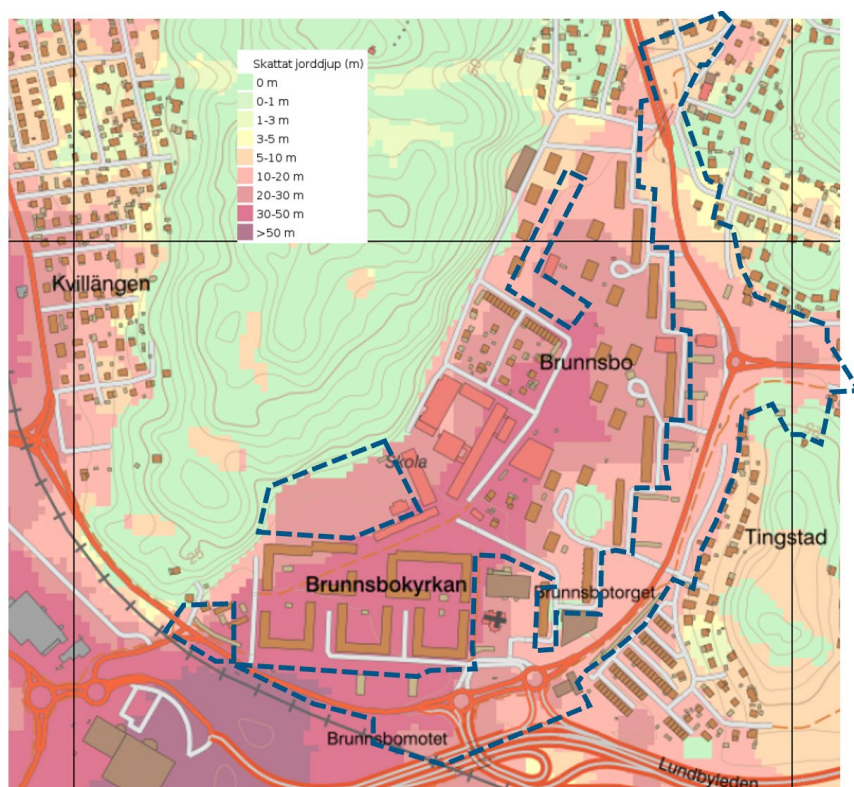 Skattat jorddjup (m)
0 m
0-1 m
1-3 m
3-5 m
5-10 m
10-20 m
20-30 m
30-50 m
>50 m
Kvillängen
Brunnsbo
Skola
Tingstad
Brunnsbokyrkan
Brunnsbotorget
Brunnsbomotet
Lundbyleden